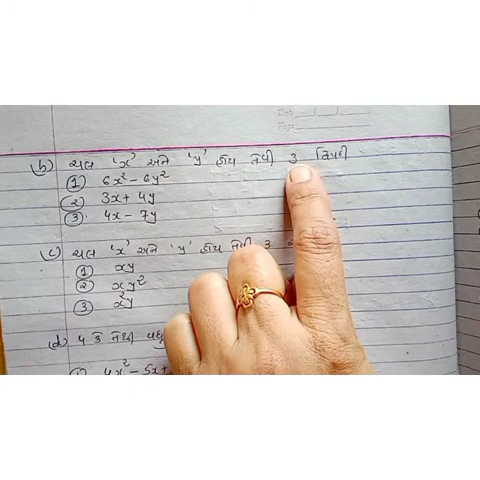 (b) ચલ 'x' અને 'y' હોય તેવી 3 દ્વિપદી
① 6x² - 6y²
② 3x + 4y
③ 4x - 7y
(c) ચલ 'x' અને 'y' હોય તેવી 3
① xy
② xy²
③ x²y
(d) 4 કે તેથી વધુ
4x² - 5x +